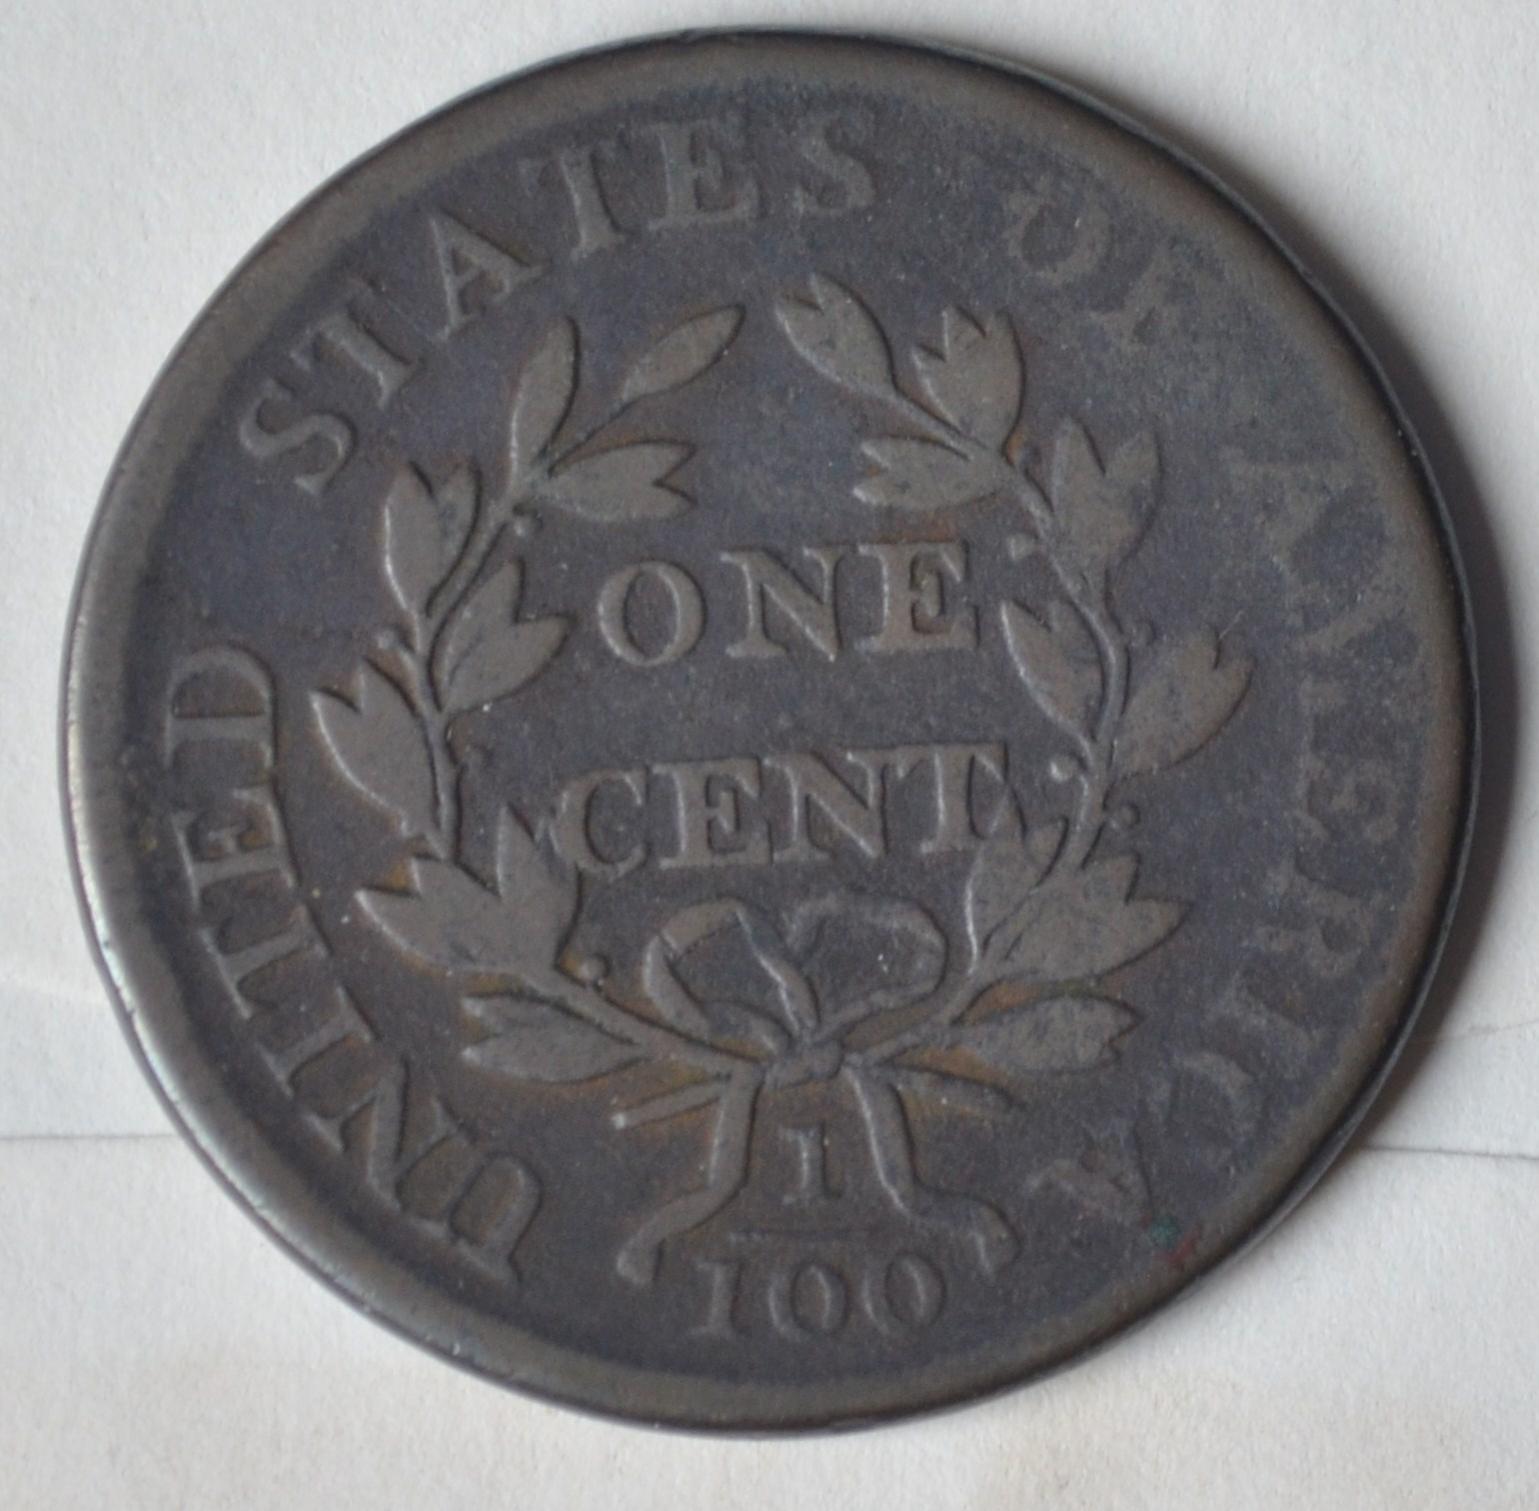 UNITED STATES OF AMERICA
ONE
CENT
1
100